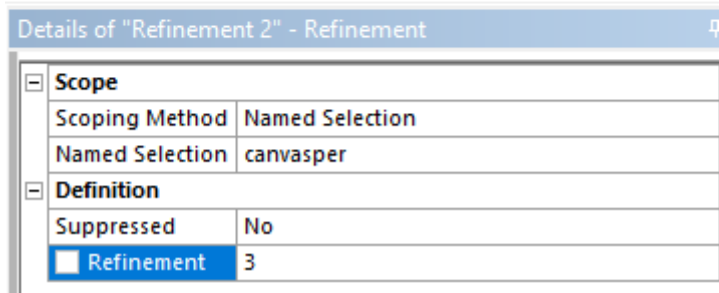 Details of "Refinement 2" - Refinement
Scope
Scoping Method Named Selection
Named Selection canvasper
Definition
Suppressed No
Refinement 3